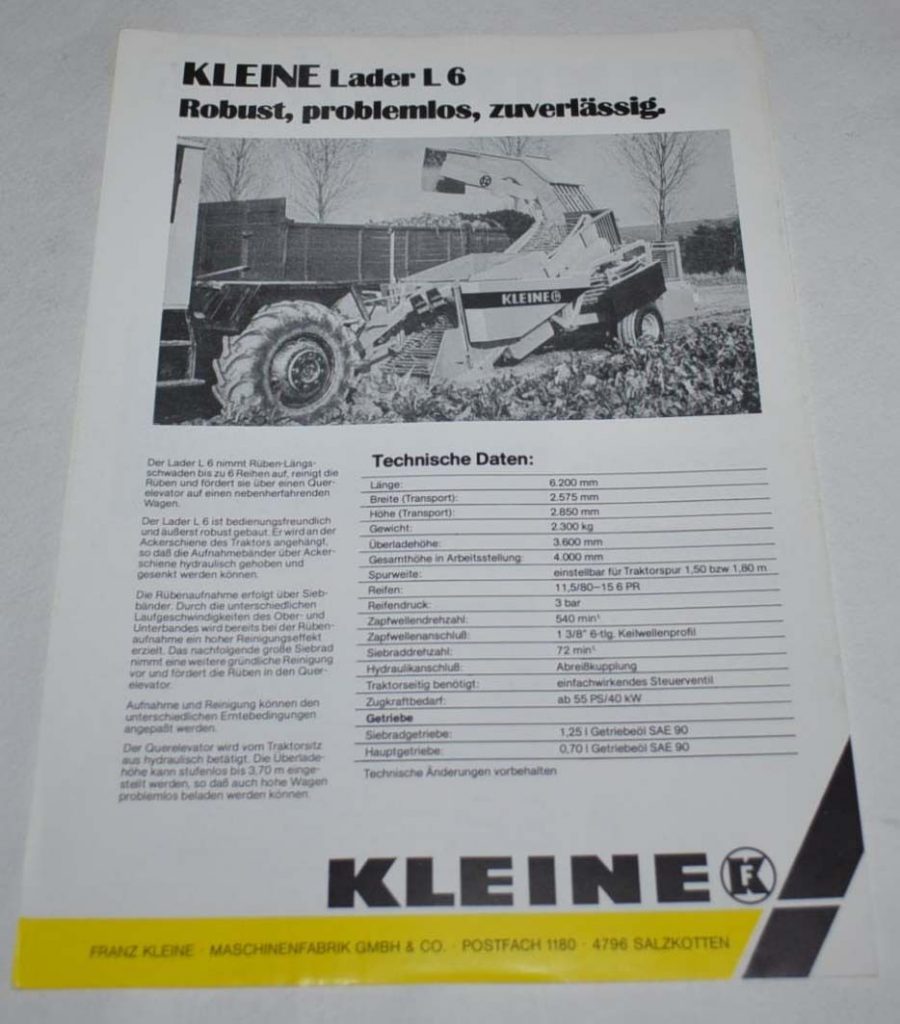 KLEINE Lader L 6
Robust, problemlos, zuverlässig.
KLEINE
Der Lader L 6 nimmt Rüben-Längs-
schwaden bis zu 6 Reihen auf, reinigt die
Rüben und fördert sie über einen Quer-
elevator auf einen nebenherfahrenden
Wagen.
Der Lader L 6 ist bedienungsfreundlich
und äußerst robust gebaut. Er wird an der
Ackerschiene des Traktors angehängt,
so daß die Aufnahmebänder über Acker-
schiene hydraulisch gehoben und
gesenkt werden können.
Die Rübenaufnahme erfolgt über Sieb-
bänder. Durch die unterschiedlichen
Laufgeschwindigkeiten des Ober- und
Unterbandes wird bereits bei der Rüben-
aufnahme ein hoher Reinigungseffekt
erzielt. Das nachfolgende große Siebrad
nimmt eine weitere gründliche Reinigung
vor und fördert die Rüben in den Quer-
elevator.
Aufnahme und Reinigung können den
unterschiedlichen Erntebedingungen
angepaßt werden.
Der Querelevator wird vom Traktorsitz
aus hydraulisch betätigt. Die Überlade-
höhe kann stufenlos bis 3,70 m einge-
stellt werden, so daß auch hohe Wagen
problemlos beladen werden können.
Technische Daten:
Länge: 6.200 mm
Breite (Transport): 2.575 mm
Höhe (Transport): 2.850 mm
Gewicht: 2.300 kg
Überladehöhe: 3.600 mm
Gesamthöhe in Arbeitsstellung: 4.000 mm
Spurweite: einstellbar für Traktorspur 1,50 bzw 1,80 m
Reifen: 11,5/80–15 6 PR
Reifendruck: 3 bar
Zapfwellendrehzahl: 540 min¹
Zapfwellenanschluß: 1 3/8" 6-tlg. Keilwellenprofil
Siebraddrehzahl: 72 min¹
Hydraulikanschluß: Abreißkupplung
Traktorseitig benötigt: einfachwirkendes Steuerventil
Zugkraftbedarf: ab 55 PS/40 kW
Getriebe
Siebradgetriebe: 1,25 l Getriebeöl SAE 90
Hauptgetriebe: 0,70 l Getriebeöl SAE 90
Technische Änderungen vorbehalten
KLEINE FK
FRANZ KLEINE · MASCHINENFABRIK GMBH & CO. · POSTFACH 1180 · 4796 SALZKOTTEN